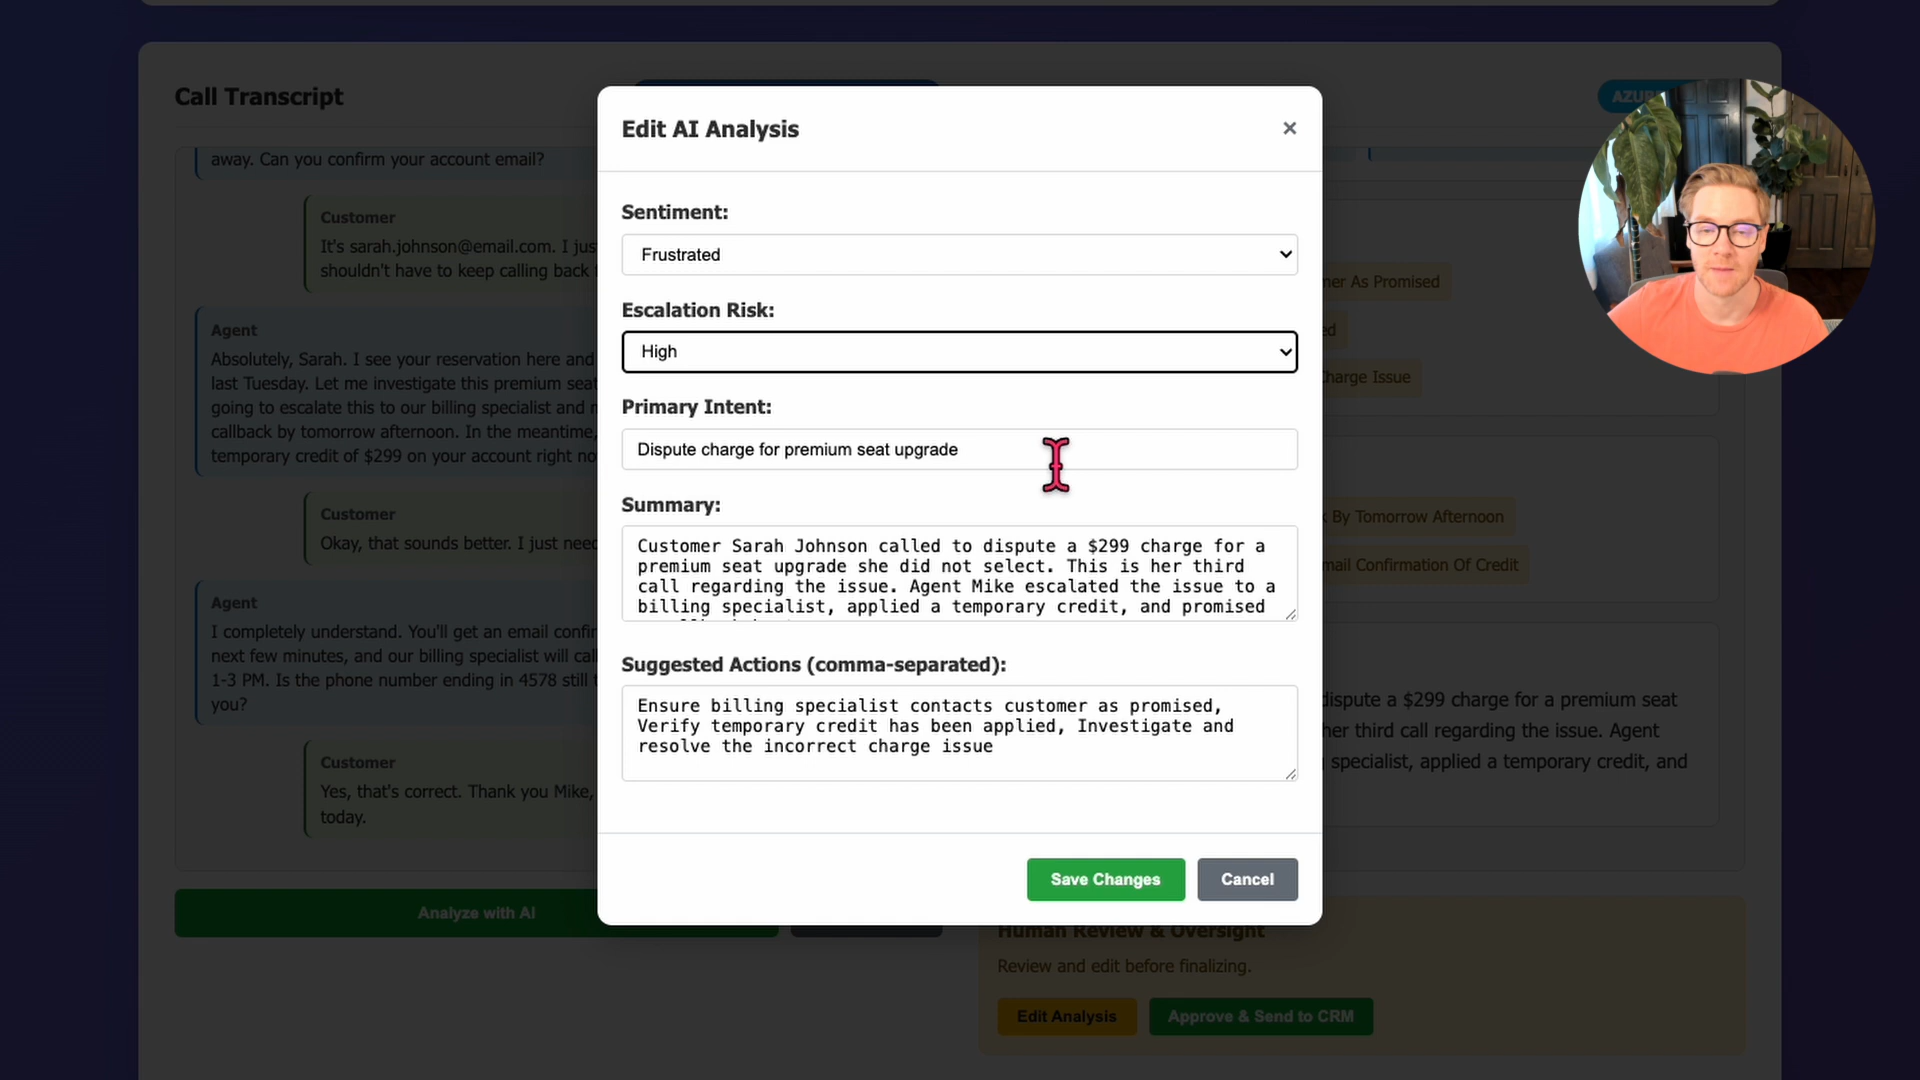 Call Transcript
away. Can you confirm your account email?
Customer
It's sarah.johnson@email.com. I jus
shouldn't have to keep calling back
Agent
Absolutely, Sarah. I see your reservation here and
last Tuesday. Let me investigate this premium seat
going to escalate this to our billing specialist and
callback by tomorrow afternoon. In the meantime,
temporary credit of $299 on your account right no
Customer
Okay, that sounds better. I just need
Agent
I completely understand. You'll get an email confir
next few minutes, and our billing specialist will cal
1-3 PM. Is the phone number ending in 4578 still
you?
Customer
Yes, that's correct. Thank you Mike,
today.
Analyze with AI
Edit AI Analysis
×
Sentiment:
Frustrated
Escalation Risk:
High
Primary Intent:
Dispute charge for premium seat upgrade
Summary:
Customer Sarah Johnson called to dispute a $299 charge for a
premium seat upgrade she did not select. This is her third
call regarding the issue. Agent Mike escalated the issue to a
billing specialist, applied a temporary credit, and promised
Suggested Actions (comma-separated):
Ensure billing specialist contacts customer as promised,
Verify temporary credit has been applied, Investigate and
resolve the incorrect charge issue
Save Changes
Cancel
AZU
mer As Promised
ed
Charge Issue
k By Tomorrow Afternoon
mail Confirmation Of Credit
dispute a $299 charge for a premium seat
her third call regarding the issue. Agent
specialist, applied a temporary credit, and
Human Review & Oversight
Review and edit before finalizing.
Edit Analysis
Approve & Send to CRM